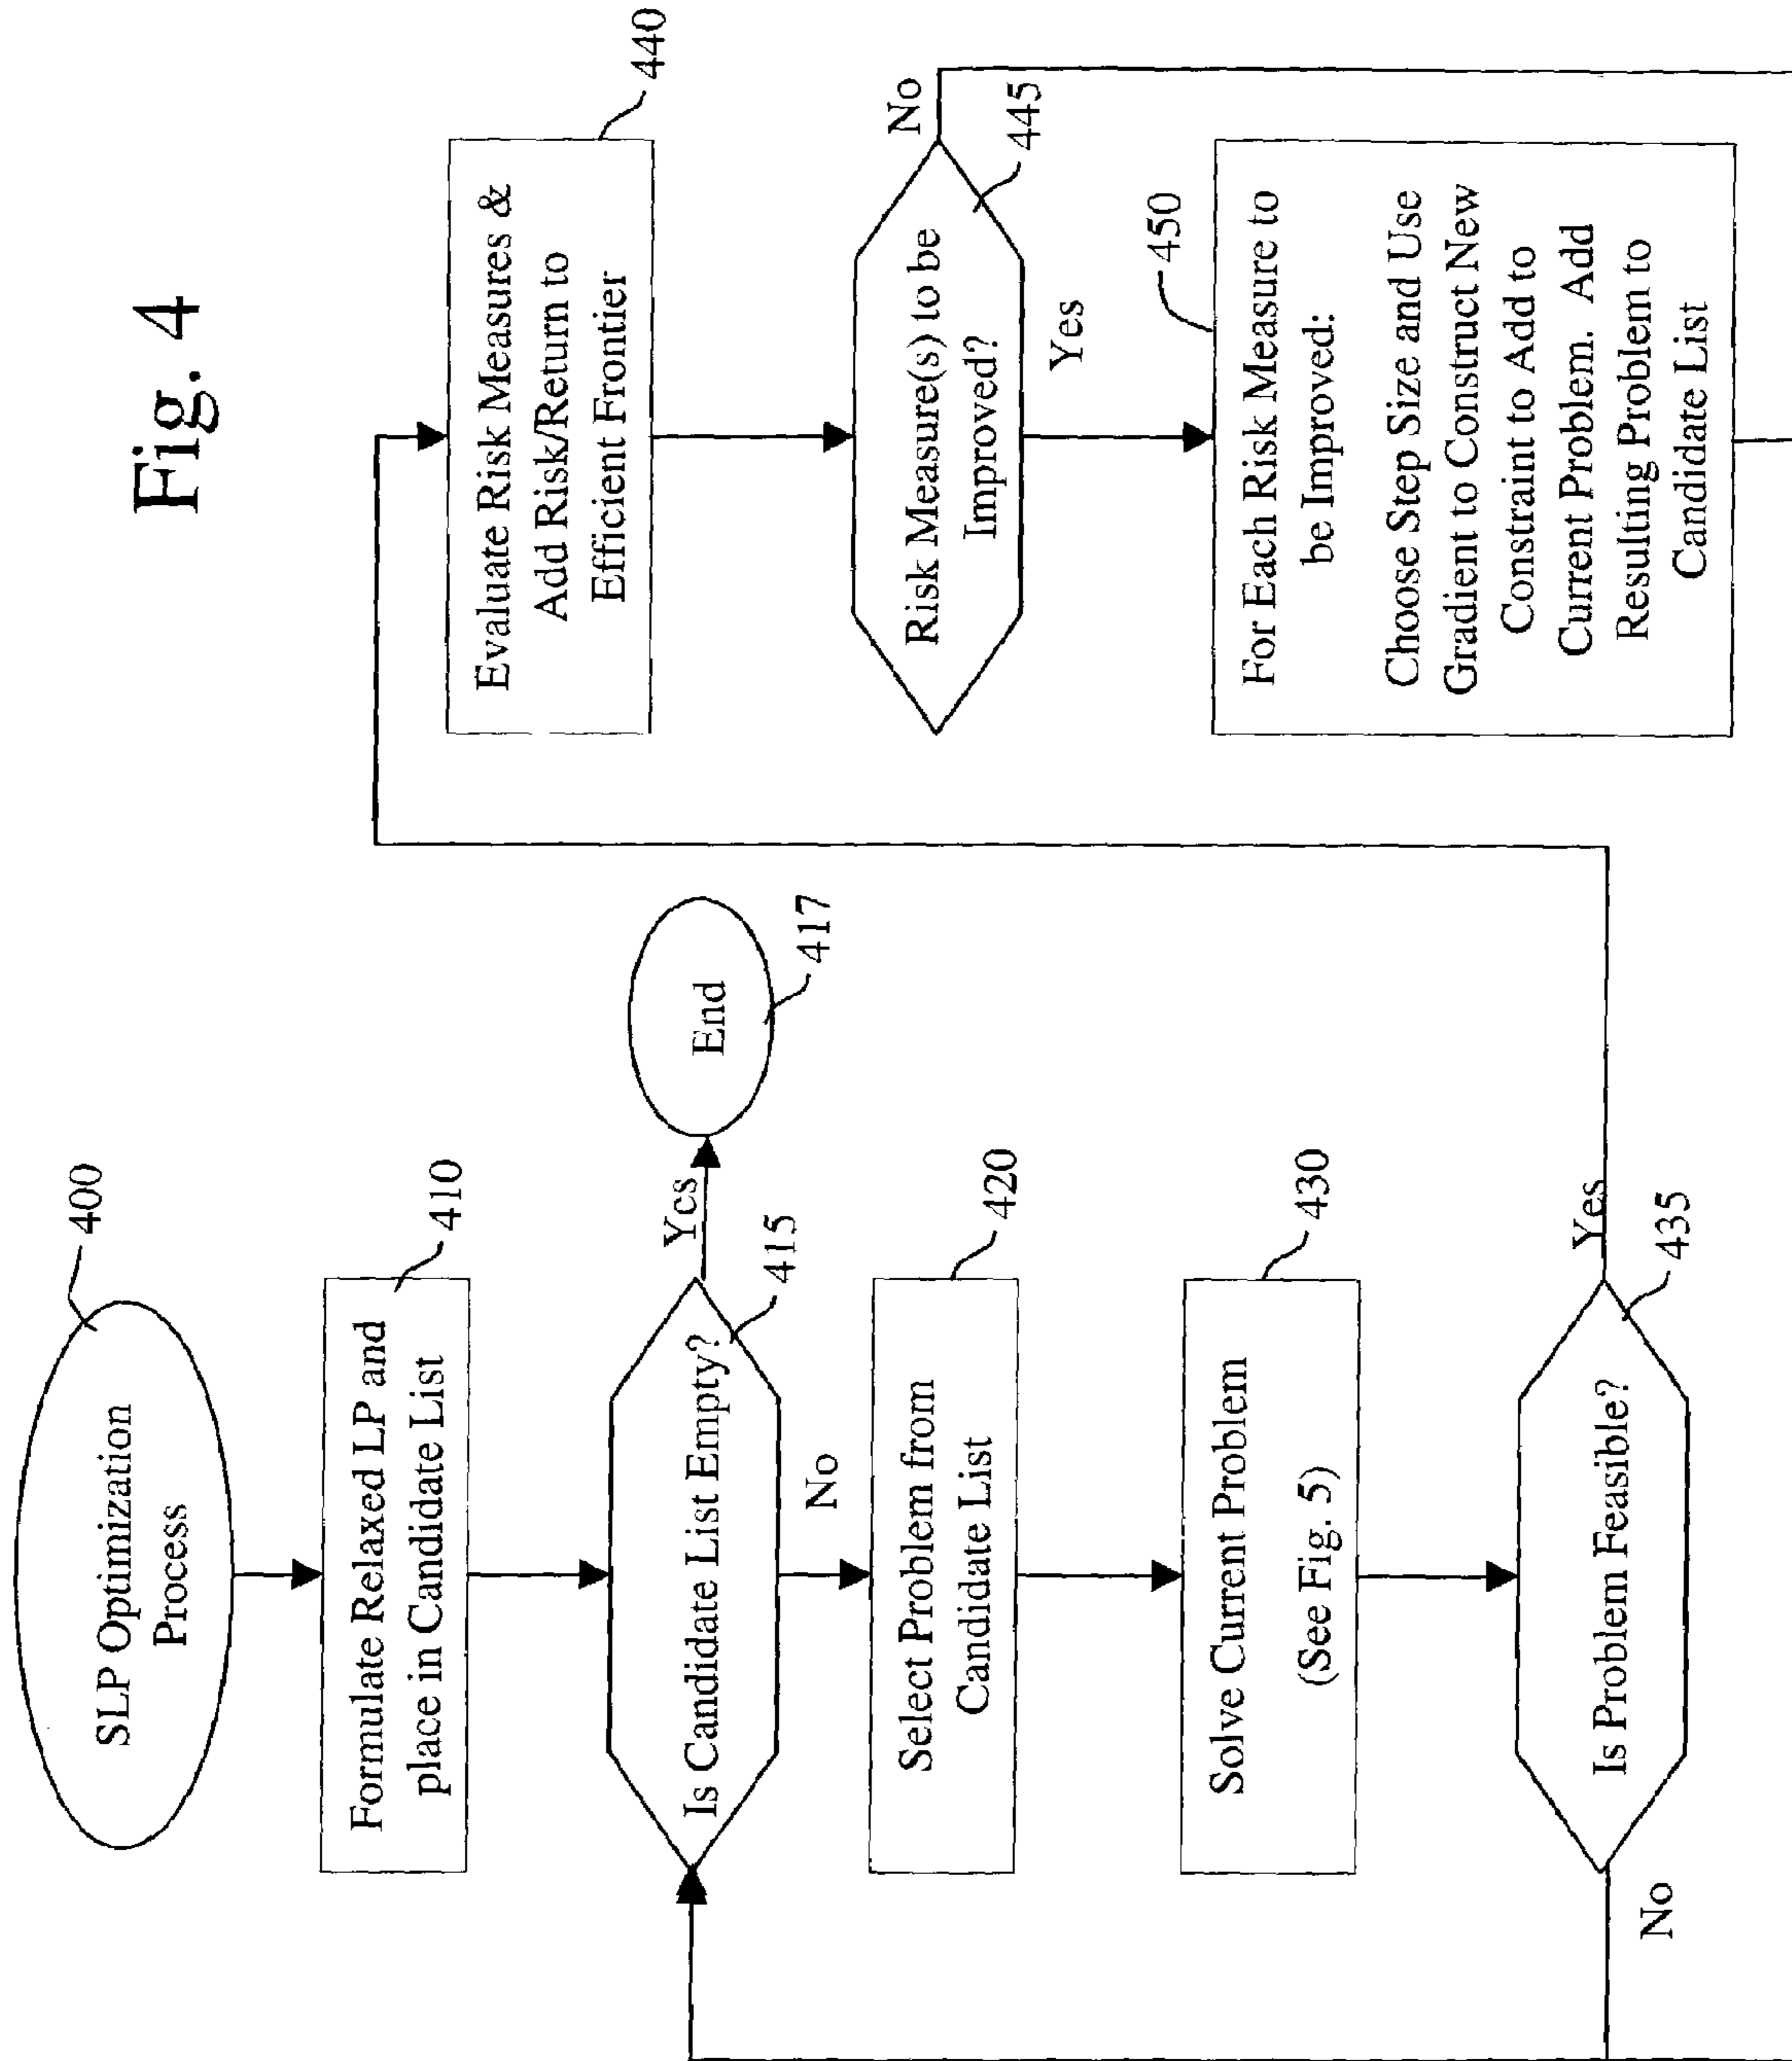 Fig. 4
SLP Optimization
Process
400
Formulate Relaxed LP and
place in Candidate List
410
Is Candidate List Empty?
415
Yes
End
417
No
Select Problem from
Candidate List
420
Solve Current Problem
(See Fig. 5)
430
Is Problem Feasible?
435
Yes
No
Evaluate Risk Measures &
Add Risk/Return to
Efficient Frontier
440
Risk Measure(s) to be
Improved?
445
No
Yes
450
For Each Risk Measure to
be Improved:
Choose Step Size and Use
Gradient to Construct New
Constraint to Add to
Current Problem. Add
Resulting Problem to
Candidate List